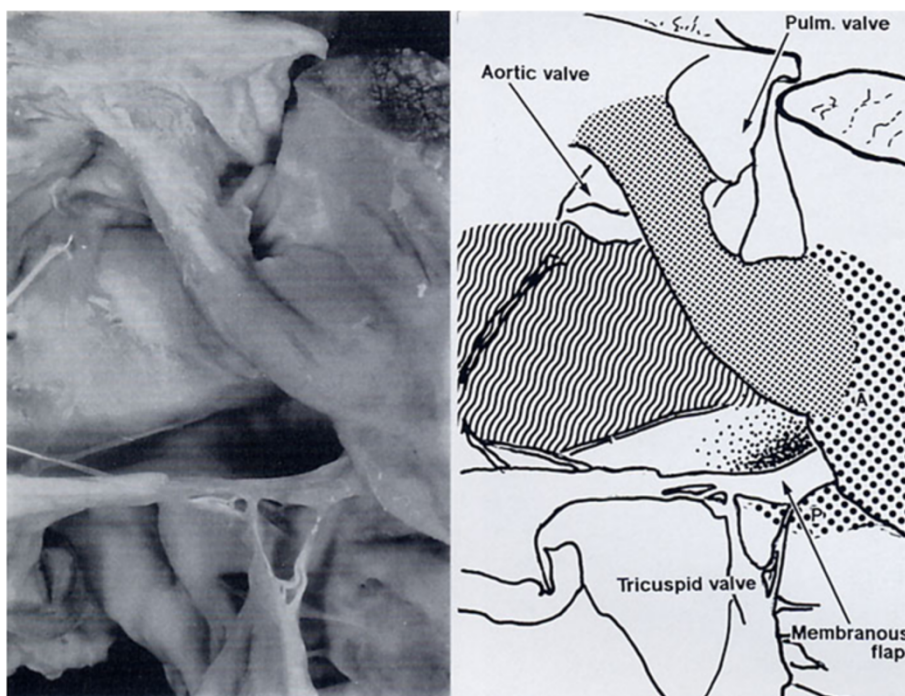 Pulm. valve
Aortic valve
A
P
Tricuspid valve
Membranous
flap